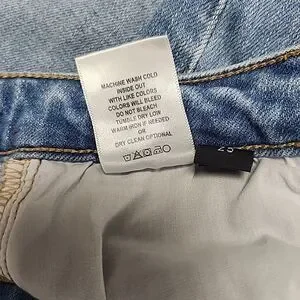 MACHINE WASH COLD
INSIDE OUT
WITH LIKE COLORS
COLORS WILL BLEED
DO NOT BLEACH
TUMBLE DRY LOW
WARM IRON IF NEEDED
OR
DRY CLEAN OPTIONAL